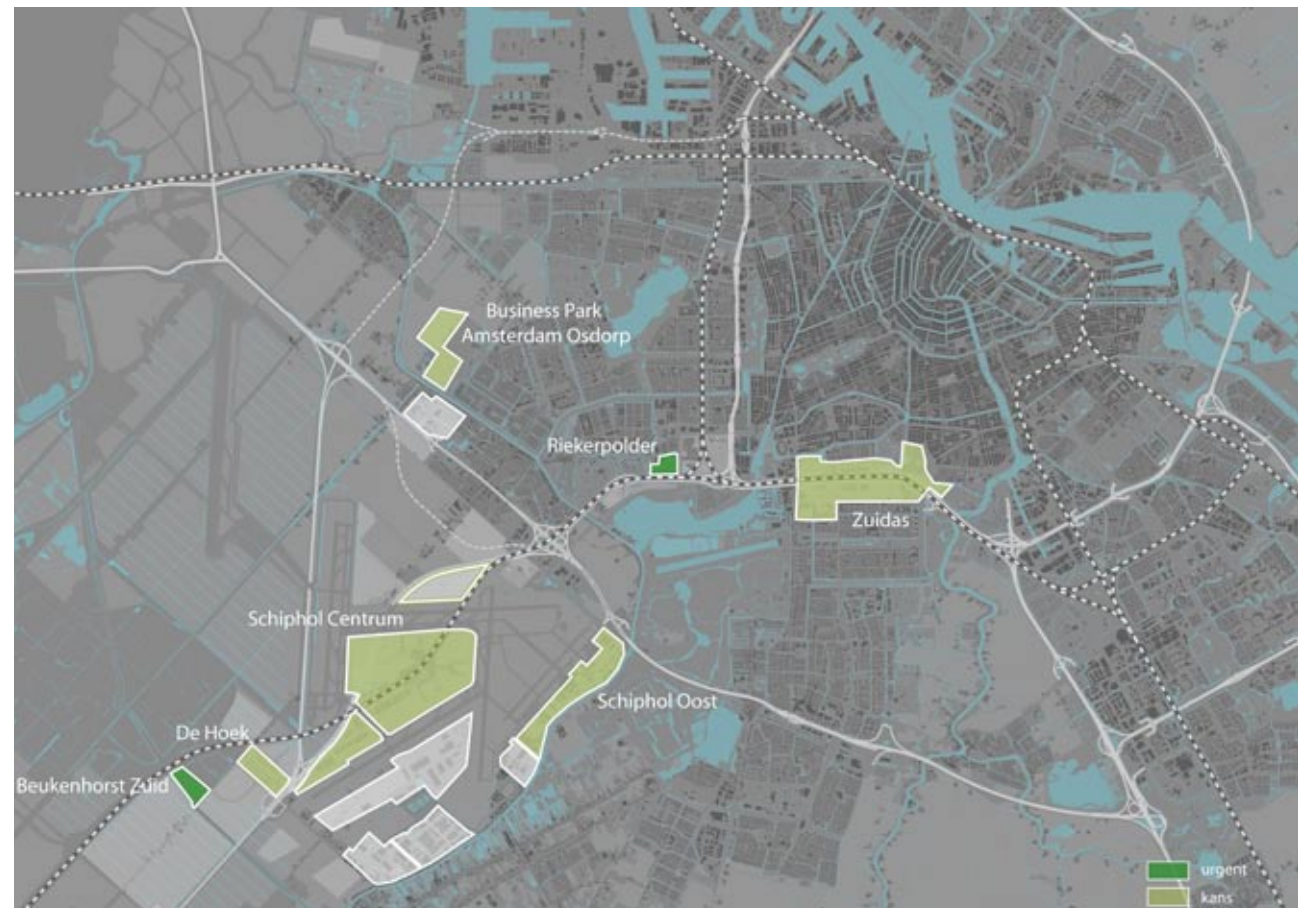 Business Park
Amsterdam Osdorp
Riekerpolder
Zuidas
Schiphol Centrum
Schiphol Oost
De Hoek
Beukenhorst Zuid
urgent
kans